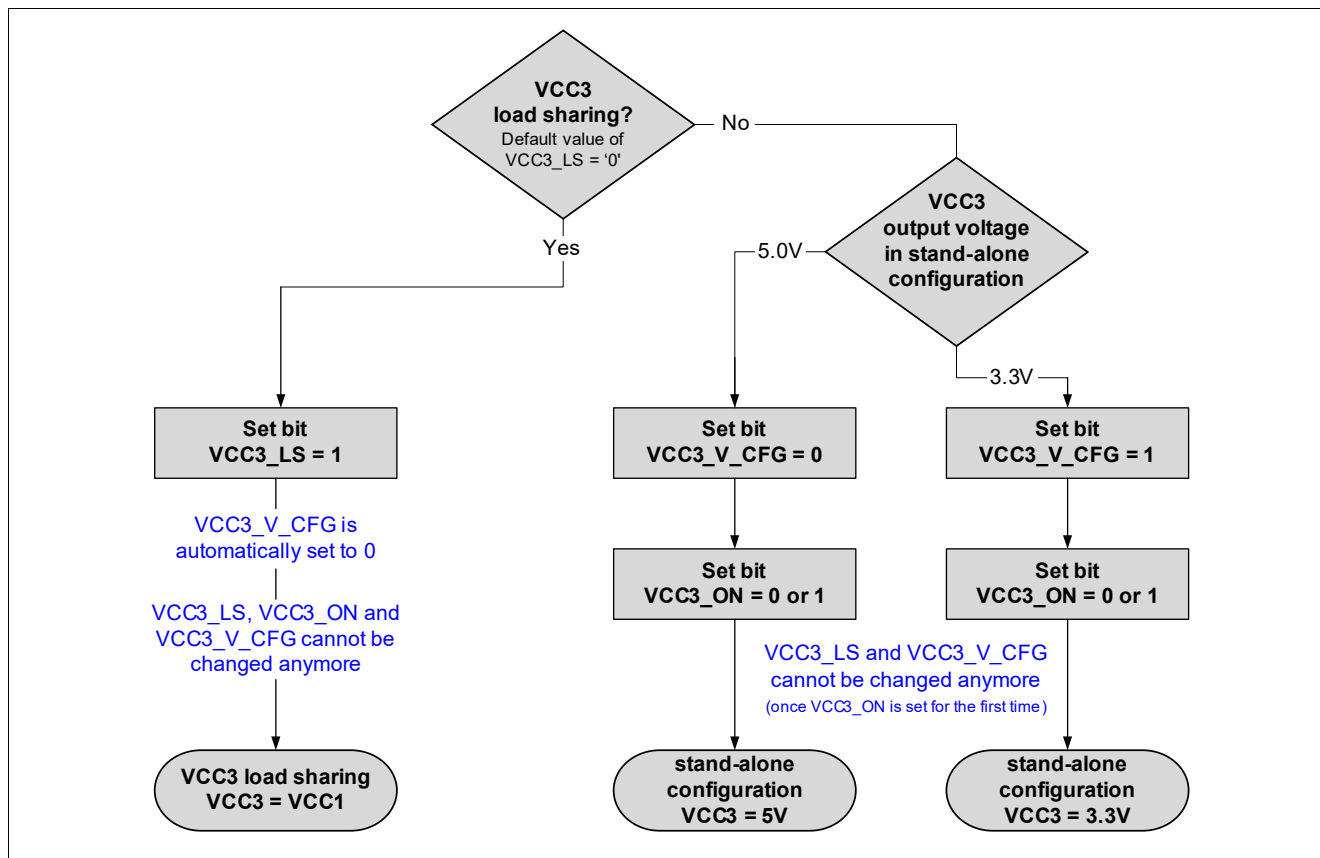 VCC3
load sharing?
Default value of
VCC3_LS = ‘0'
No
Yes
VCC3
output voltage
in stand-alone
configuration
5.0V
3.3V
Set bit
VCC3_LS = 1
Set bit
VCC3_V_CFG = 0
Set bit
VCC3_V_CFG = 1
VCC3_V_CFG is
automatically set to 0
Set bit
VCC3_ON = 0 or 1
Set bit
VCC3_ON = 0 or 1
VCC3_LS, VCC3_ON and
VCC3_V_CFG cannot be
changed anymore
VCC3_LS and VCC3_V_CFG
cannot be changed anymore
(once VCC3_ON is set for the first time)
VCC3 load sharing
VCC3 = VCC1
stand-alone
configuration
VCC3 = 5V
stand-alone
configuration
VCC3 = 3.3V